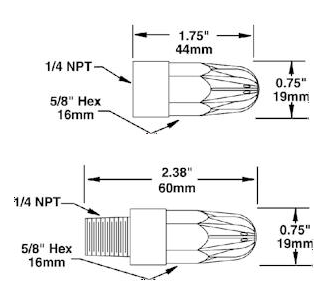 1.75"
44mm
1/4 NPT
5/8" Hex
16mm
0.75"
19mm
2.38"
60mm
1/4 NPT
5/8" Hex
16mm
0.75"
19mm